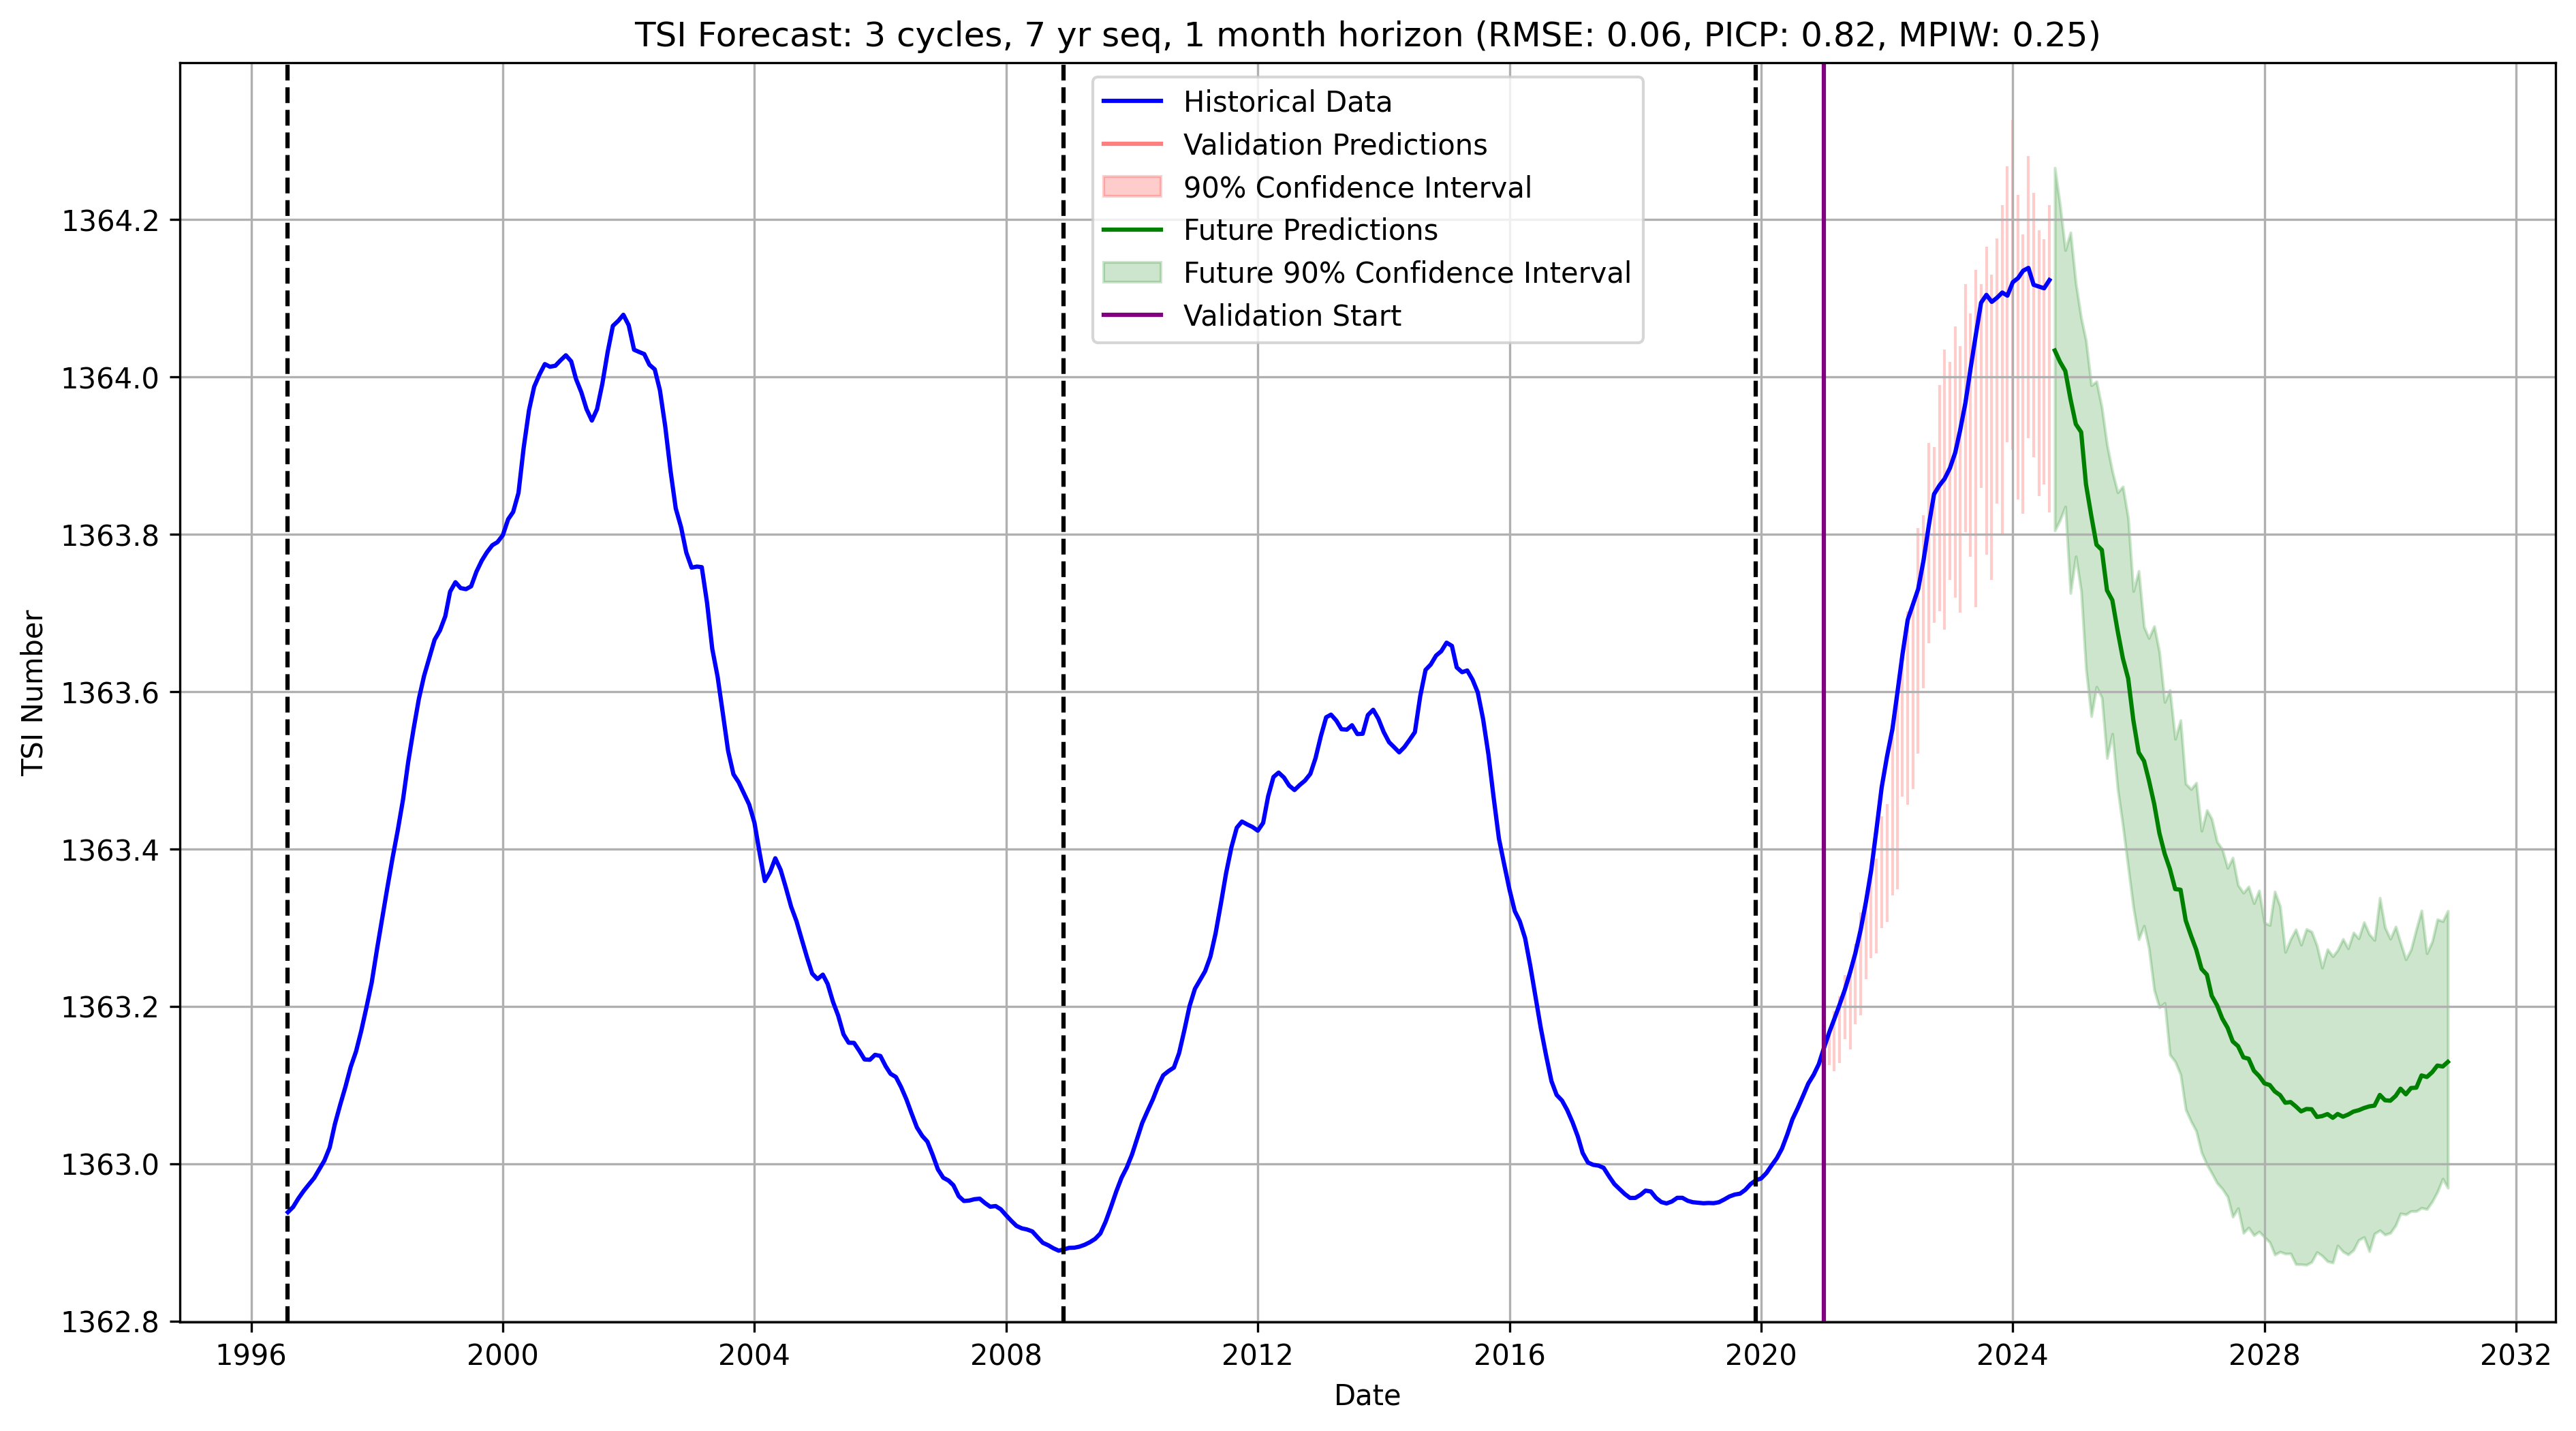 TSI Forecast: 3 cycles, 7 yr seq, 1 month horizon (RMSE: 0.06, PICP: 0.82, MPIW: 0.25)
Historical Data
Validation Predictions
90% Confidence Interval
Future Predictions
Future 90% Confidence Interval
Validation Start
TSI Number
1364.2
1364.0
1363.8
1363.6
1363.4
1363.2
1363.0
1362.8
1996 2000 2004 2008 2012 2016 2020 2024 2028 2032
Date